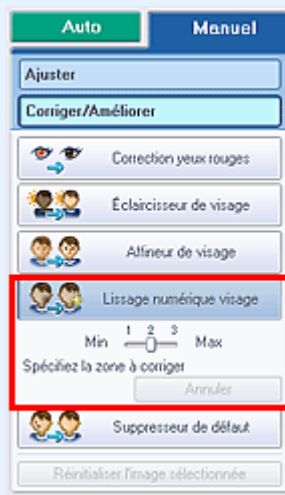 Auto Manuel
Ajuster
Corriger/Améliorer
Correction yeux rouges
Éclaircisseur de visage
Affineur de visage
Lissage numérique visage
1 2 3
Min Max
Spécifiez la zone à corriger
Annuler
Suppresseur de défaut
Réinitialiser l'image sélectionnée